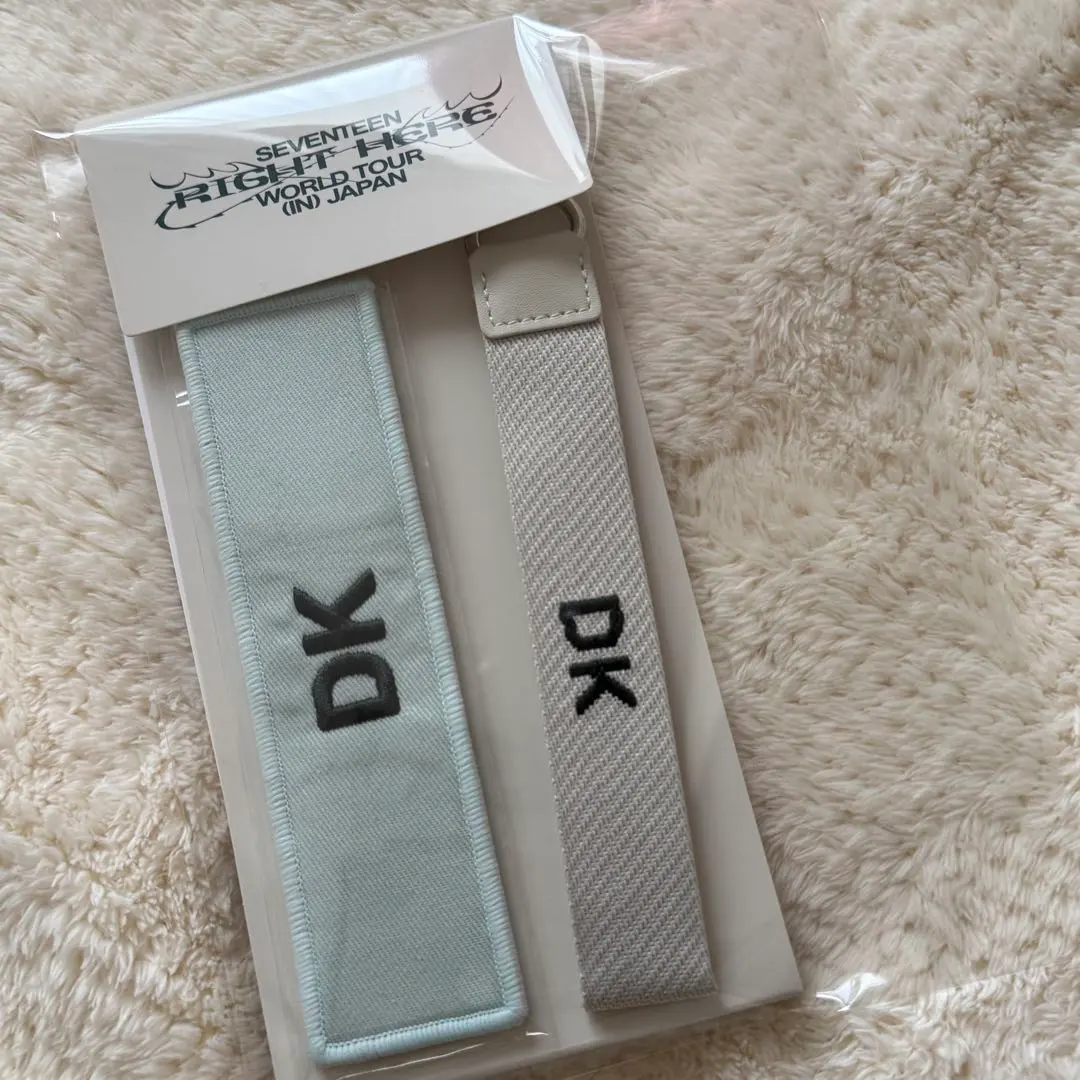 SEVENTEEN
RIGHT HERE
WORLD TOUR
(IN) JAPAN
DK
DK